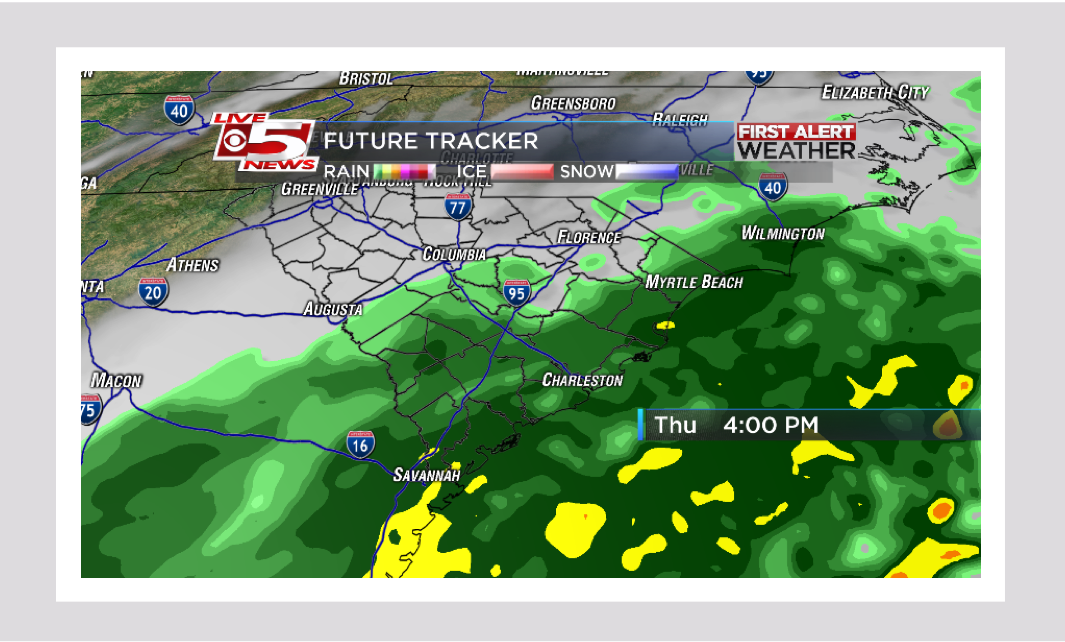 BRISTOL
MARTINSVILLE
95
40
GREENSBORO
ELIZABETH CITY
LIVE
5
NEWS
RALEIGH
FUTURE TRACKER
FIRST ALERT
WEATHER
CHARLOTTE
RAIN
ICE
SNOW
VILLE
GA
GREENVILLE
ROCK HILL
40
77
FLORENCE
WILMINGTON
COLUMBIA
ATHENS
NTA
20
95
MYRTLE BEACH
AUGUSTA
MACON
CHARLESTON
75
Thu 4:00 PM
16
SAVANNAH